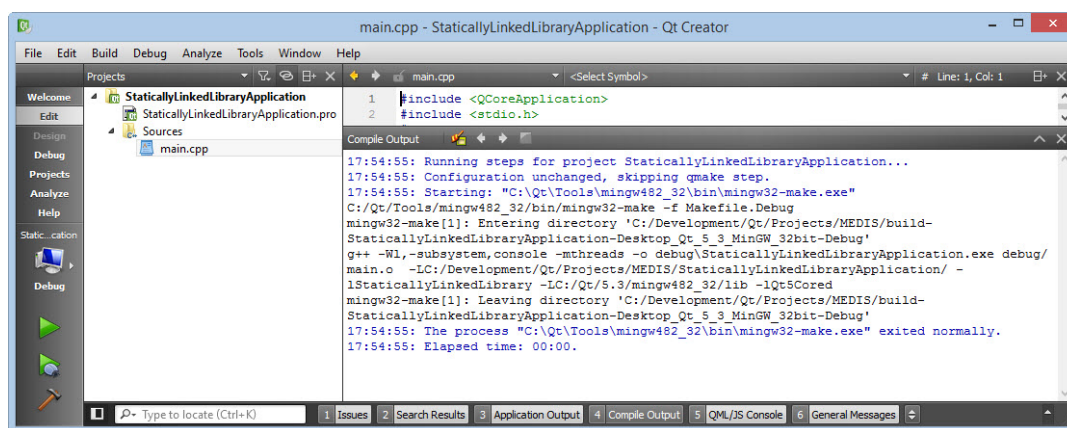 main.cpp - StaticallyLinkedLibraryApplication - Qt Creator
File Edit Build Debug Analyze Tools Window Help
Projects
main.cpp
<Select Symbol>
# Line: 1, Col: 1
Welcome
Edit
Design
Debug
Projects
Analyze
Help
Static...cation
Debug
StaticallyLinkedLibraryApplication
StaticallyLinkedLibraryApplication.pro
Sources
main.cpp
1 #include <QCoreApplication>
2 #include <stdio.h>
Compile Output
17:54:55: Running steps for project StaticallyLinkedLibraryApplication...
17:54:55: Configuration unchanged, skipping qmake step.
17:54:55: Starting: "C:\Qt\Tools\mingw482_32\bin\mingw32-make.exe"
C:/Qt/Tools/mingw482_32/bin/mingw32-make -f Makefile.Debug
mingw32-make[1]: Entering directory 'C:/Development/Qt/Projects/MEDIS/build-
StaticallyLinkedLibraryApplication-Desktop_Qt_5_3_MinGW_32bit-Debug'
g++ -Wl,-subsystem,console -mthreads -o debug\StaticallyLinkedLibraryApplication.exe debug/
main.o -LC:/Development/Qt/Projects/MEDIS/StaticallyLinkedLibraryApplication/ -
lStaticallyLinkedLibrary -LC:/Qt/5.3/mingw482_32/lib -lQt5Cored
mingw32-make[1]: Leaving directory 'C:/Development/Qt/Projects/MEDIS/build-
StaticallyLinkedLibraryApplication-Desktop_Qt_5_3_MinGW_32bit-Debug'
17:54:55: The process "C:\Qt\Tools\mingw482_32\bin\mingw32-make.exe" exited normally.
17:54:55: Elapsed time: 00:00.
Type to locate (Ctrl+K)
1 Issues 2 Search Results 3 Application Output 4 Compile Output 5 QML/JS Console 6 General Messages